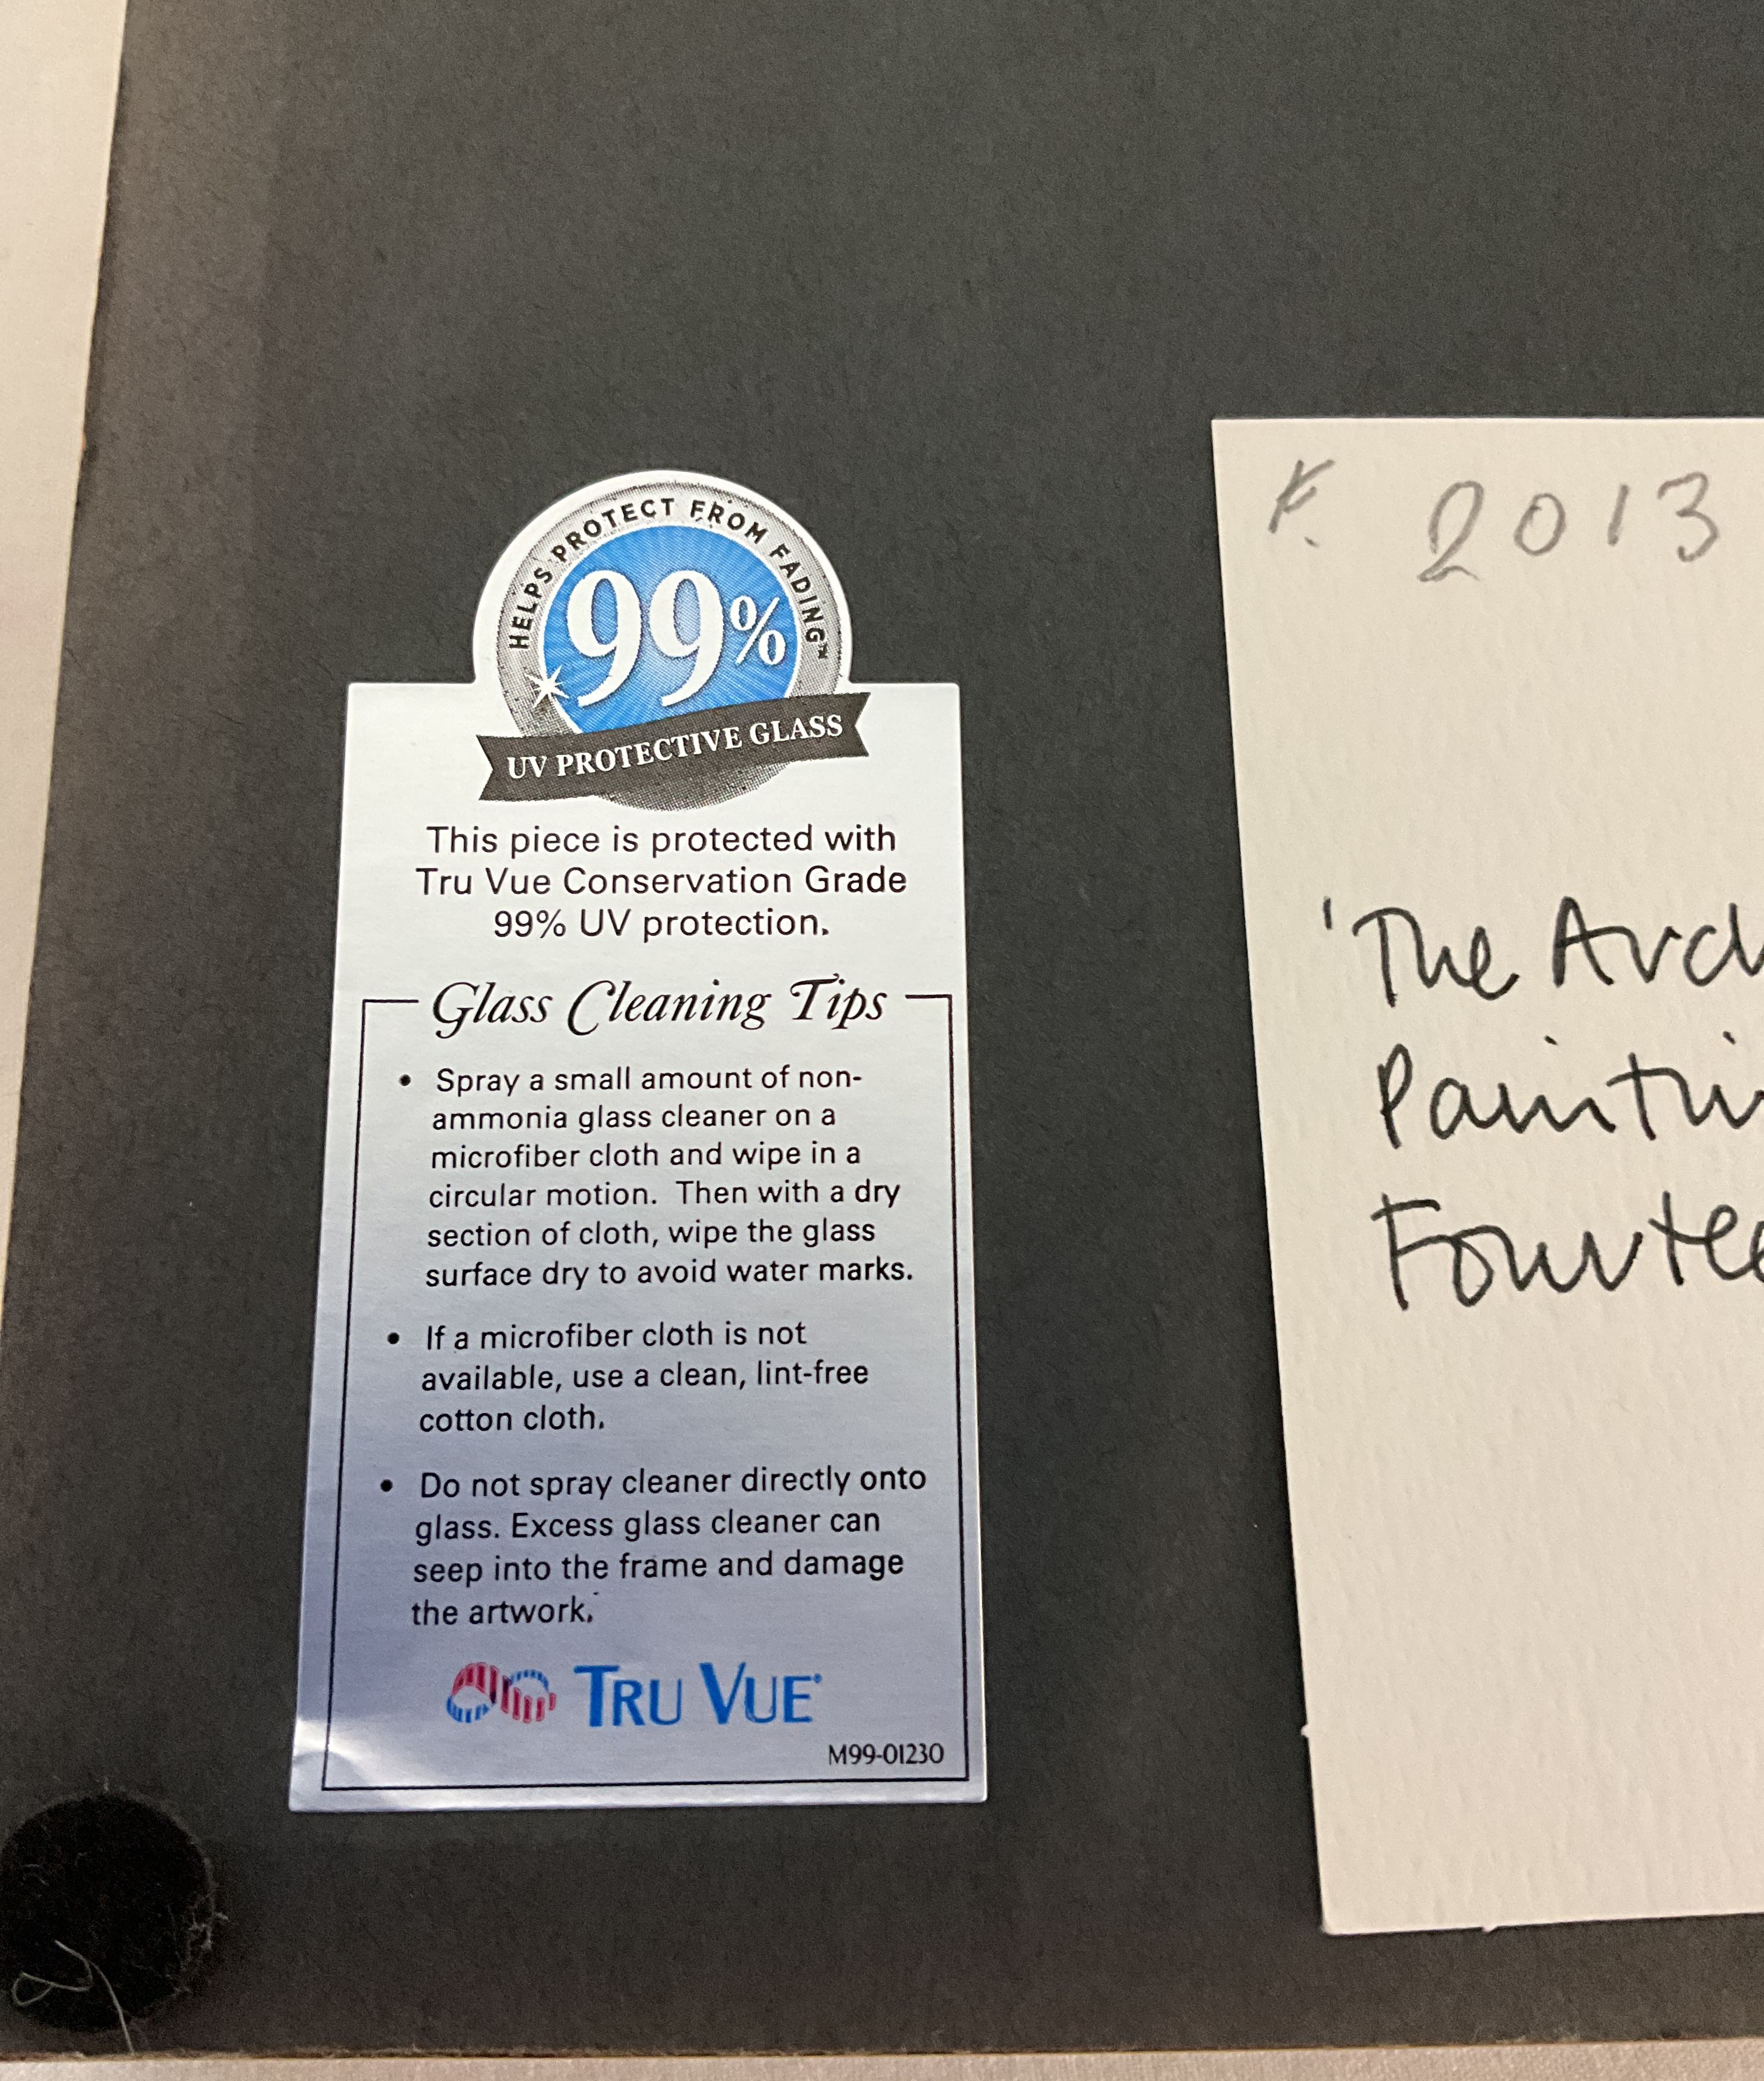 HELPS PROTECT FROM FADING™
99%
UV PROTECTIVE GLASS
This piece is protected with
Tru Vue Conservation Grade
99% UV protection.
Glass Cleaning Tips
• Spray a small amount of non-
ammonia glass cleaner on a
microfiber cloth and wipe in a
circular motion. Then with a dry
section of cloth, wipe the glass
surface dry to avoid water marks.
• If a microfiber cloth is not
available, use a clean, lint-free
cotton cloth.
• Do not spray cleaner directly onto
glass. Excess glass cleaner can
seep into the frame and damage
the artwork.
TRU VUE®
M99-01230
2013
'The